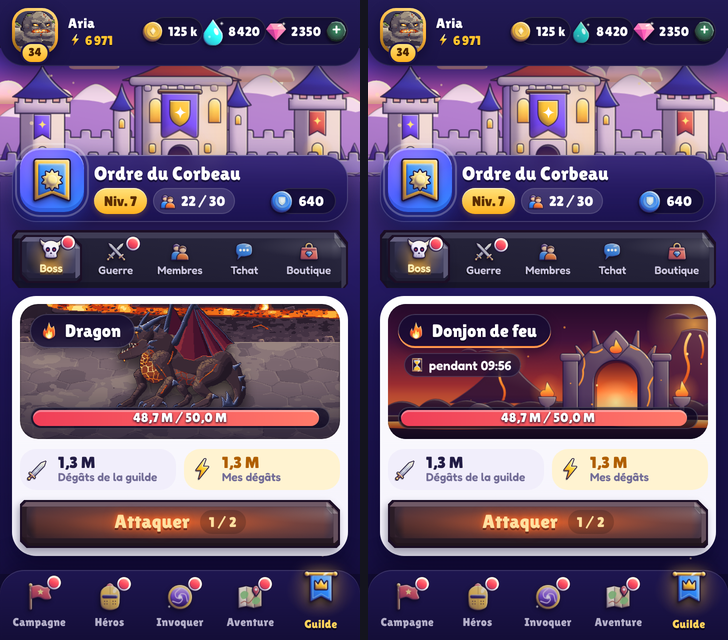 Aria
6 971
34
125 k
8420
2350
Ordre du Corbeau
Niv. 7
22 / 30
640
Boss
Guerre
Membres
Tchat
Boutique
Dragon
48,7 M / 50,0 M
1,3 M
Dégâts de la guilde
1,3 M
Mes dégâts
Attaquer 1 / 2
Campagne
Héros
Invoquer
Aventure
Guilde
Aria
6 971
34
125 k
8420
2350
Ordre du Corbeau
Niv. 7
22 / 30
640
Boss
Guerre
Membres
Tchat
Boutique
Donjon de feu
pendant 09:56
48,7 M / 50,0 M
1,3 M
Dégâts de la guilde
1,3 M
Mes dégâts
Attaquer 1 / 2
Campagne
Héros
Invoquer
Aventure
Guilde